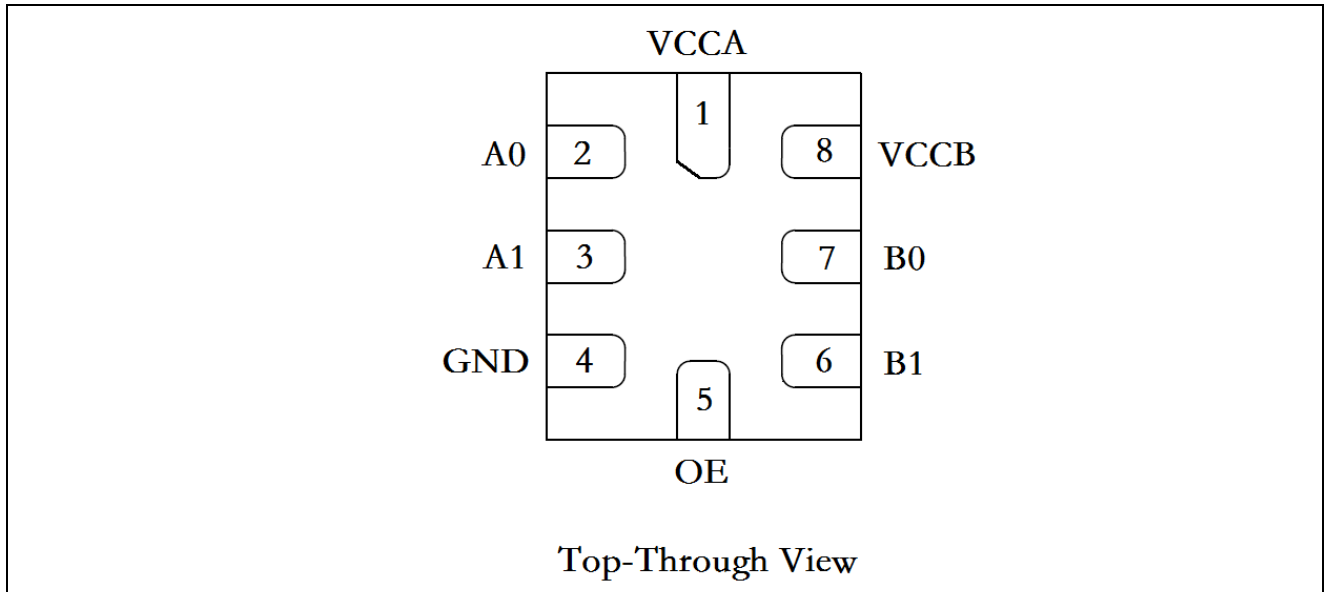 VCCA
1
A0 2 8 VCCB
A1 3 7 B0
GND 4 6 B1
5
OE
Top-Through View